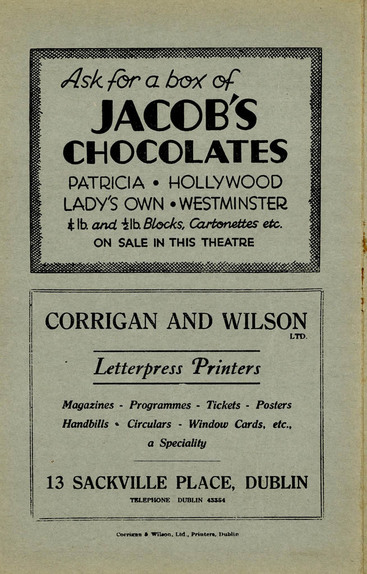 Ask for a box of
JACOB'S
CHOCOLATES
PATRICIA • HOLLYWOOD
LADY'S OWN • WESTMINSTER
¼ lb. and ½ lb. Blocks, Cartonettes etc.
ON SALE IN THIS THEATRE
CORRIGAN AND WILSON
LTD.
Letterpress Printers
Magazines - Programmes - Tickets - Posters
Handbills - Circulars - Window Cards, etc.,
a Speciality
13 SACKVILLE PLACE, DUBLIN
TELEPHONE DUBLIN 43354
Corrigan & Wilson, Ltd., Printers, Dublin